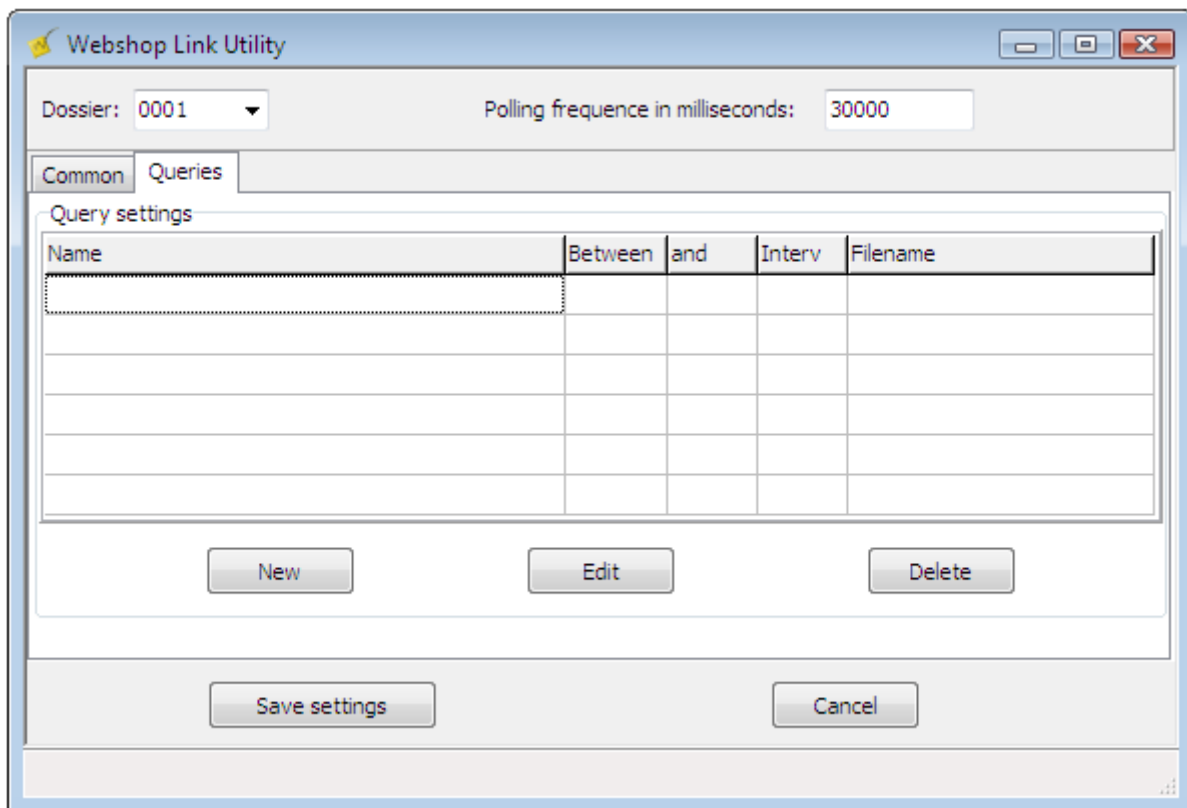 Webshop Link Utility
Dossier: 0001 Polling frequence in milliseconds: 30000
Common Queries
Query settings
Name Between and Interv Filename
New Edit Delete
Save settings Cancel